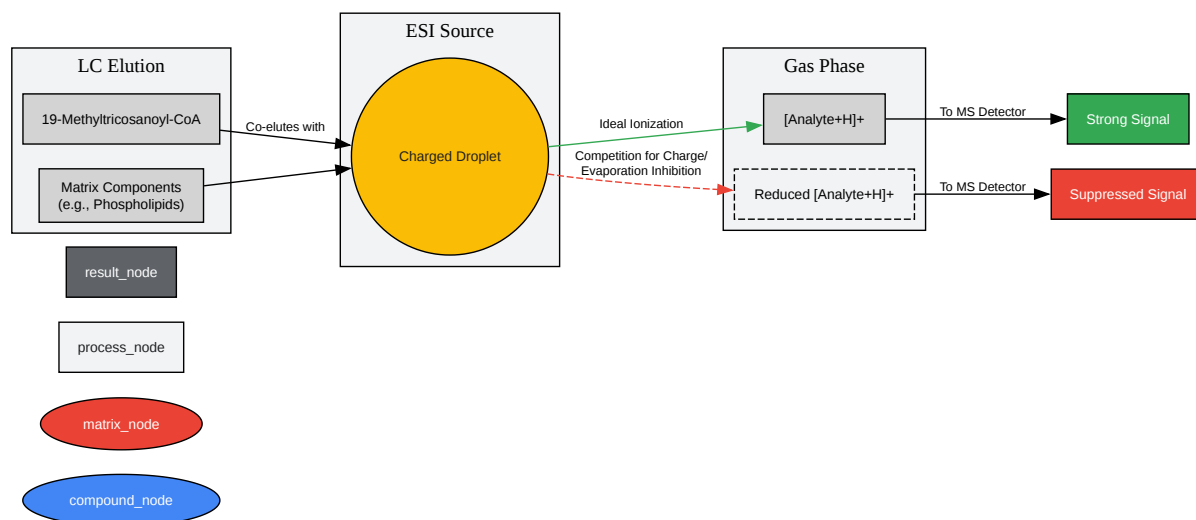 LC Elution
19-Methyltricosanoyl-CoA
Matrix Components
(e.g., Phospholipids)
Co-elutes with
ESI Source
Charged Droplet
Ideal Ionization
Competition for Charge/
Evaporation Inhibition
Gas Phase
[Analyte+H]+
Reduced [Analyte+H]+
To MS Detector
To MS Detector
Strong Signal
Suppressed Signal
result_node
process_node
matrix_node
compound_node